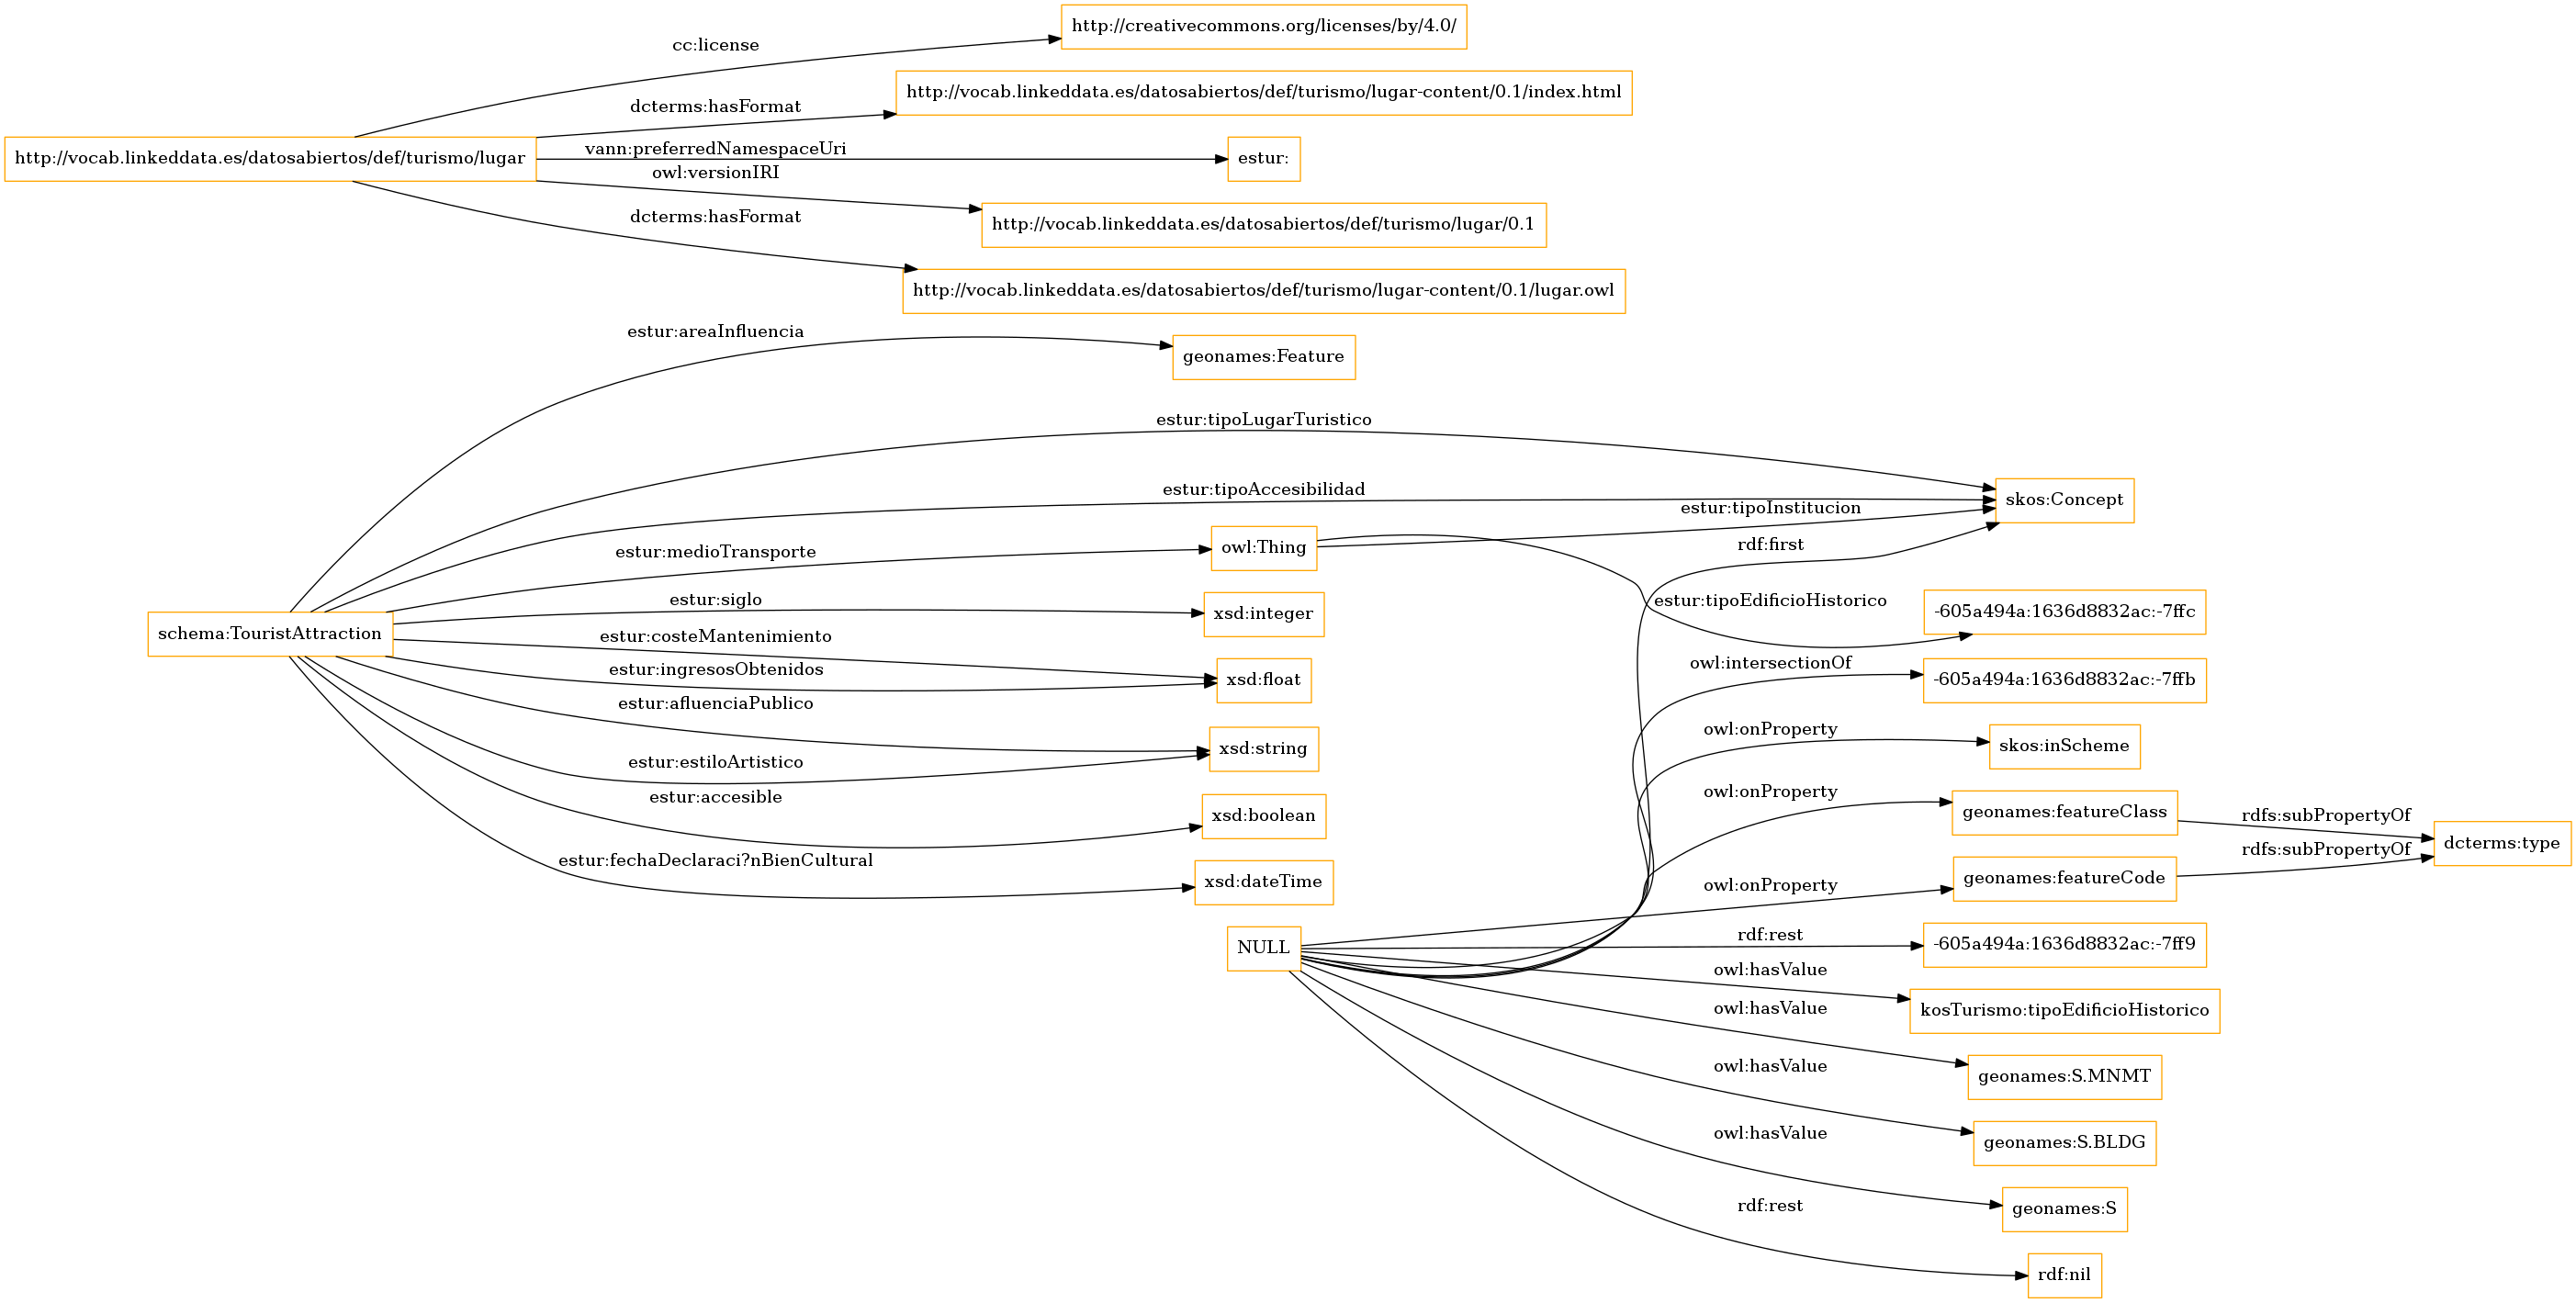 http://creativecommons.org/licenses/by/4.0/
cc:license
http://vocab.linkeddata.es/datosabiertos/def/turismo/lugar-content/0.1/index.html
dcterms:hasFormat
http://vocab.linkeddata.es/datosabiertos/def/turismo/lugar
vann:preferredNamespaceUri
estur:
owl:versionIRI
http://vocab.linkeddata.es/datosabiertos/def/turismo/lugar/0.1
dcterms:hasFormat
http://vocab.linkeddata.es/datosabiertos/def/turismo/lugar-content/0.1/lugar.owl
estur:areaInfluencia
geonames:Feature
estur:tipoLugarTuristico
estur:tipoAccesibilidad
skos:Concept
estur:tipoInstitucion
estur:medioTransporte
owl:Thing
rdf:first
estur:siglo
xsd:integer
estur:tipoEdificioHistorico
-605a494a:1636d8832ac:-7ffc
schema:TouristAttraction
estur:costeMantenimiento
estur:ingresosObtenidos
xsd:float
owl:intersectionOf
-605a494a:1636d8832ac:-7ffb
estur:afluenciaPublico
xsd:string
owl:onProperty
skos:inScheme
estur:estiloArtistico
estur:accesible
xsd:boolean
owl:onProperty
geonames:featureClass
rdfs:subPropertyOf
dcterms:type
rdfs:subPropertyOf
estur:fechaDeclaraci?nBienCultural
xsd:dateTime
owl:onProperty
geonames:featureCode
NULL
rdf:rest
-605a494a:1636d8832ac:-7ff9
owl:hasValue
kosTurismo:tipoEdificioHistorico
owl:hasValue
geonames:S.MNMT
owl:hasValue
geonames:S.BLDG
owl:hasValue
geonames:S
rdf:rest
rdf:nil